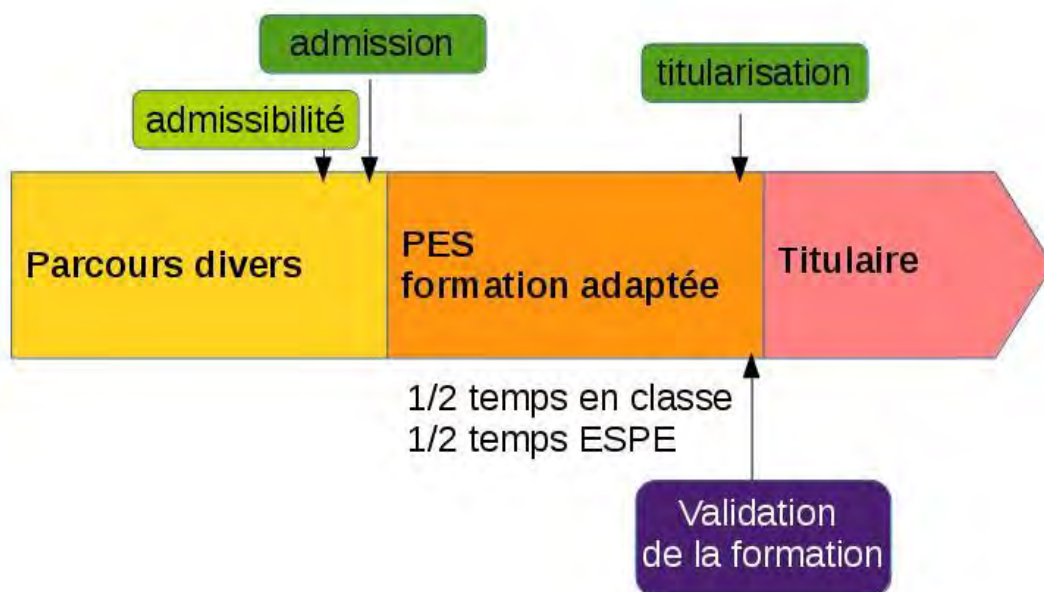 admission
titularisation
admissibilité
Parcours divers
PES
formation adaptée
Titulaire
1/2 temps en classe
1/2 temps ESPE
Validation
de la formation